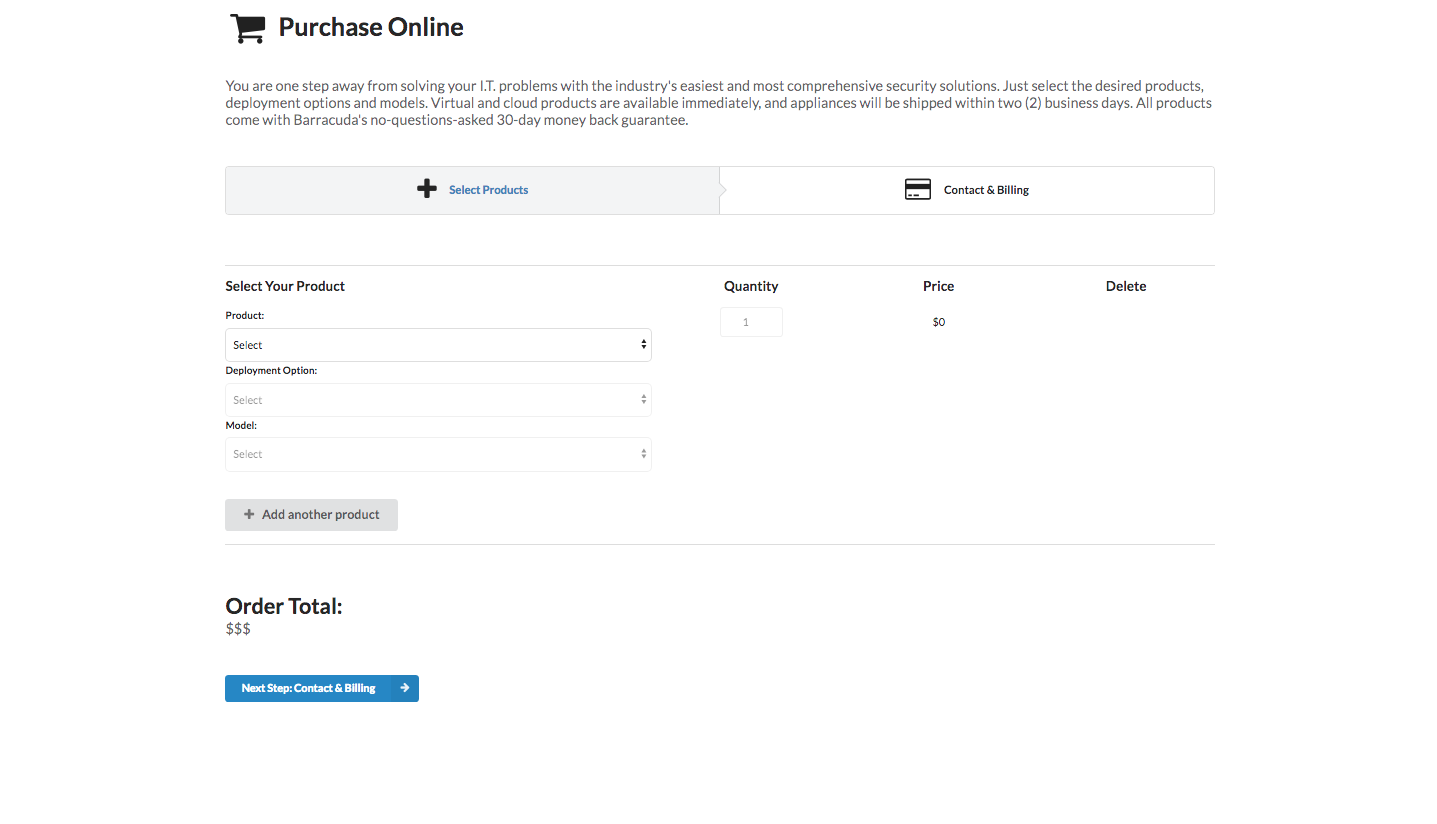 Purchase Online
You are one step away from solving your I.T. problems with the industry's easiest and most comprehensive security solutions. Just select the desired products,
deployment options and models. Virtual and cloud products are available immediately, and appliances will be shipped within two (2) business days. All products
come with Barracuda's no-questions-asked 30-day money back guarantee.
Select Products
Contact & Billing
Select Your Product
Quantity
Price
Delete
Product:
1
$0
Select
Deployment Option:
Select
Model:
Select
Add another product
Order Total:
$$$
Next Step: Contact & Billing